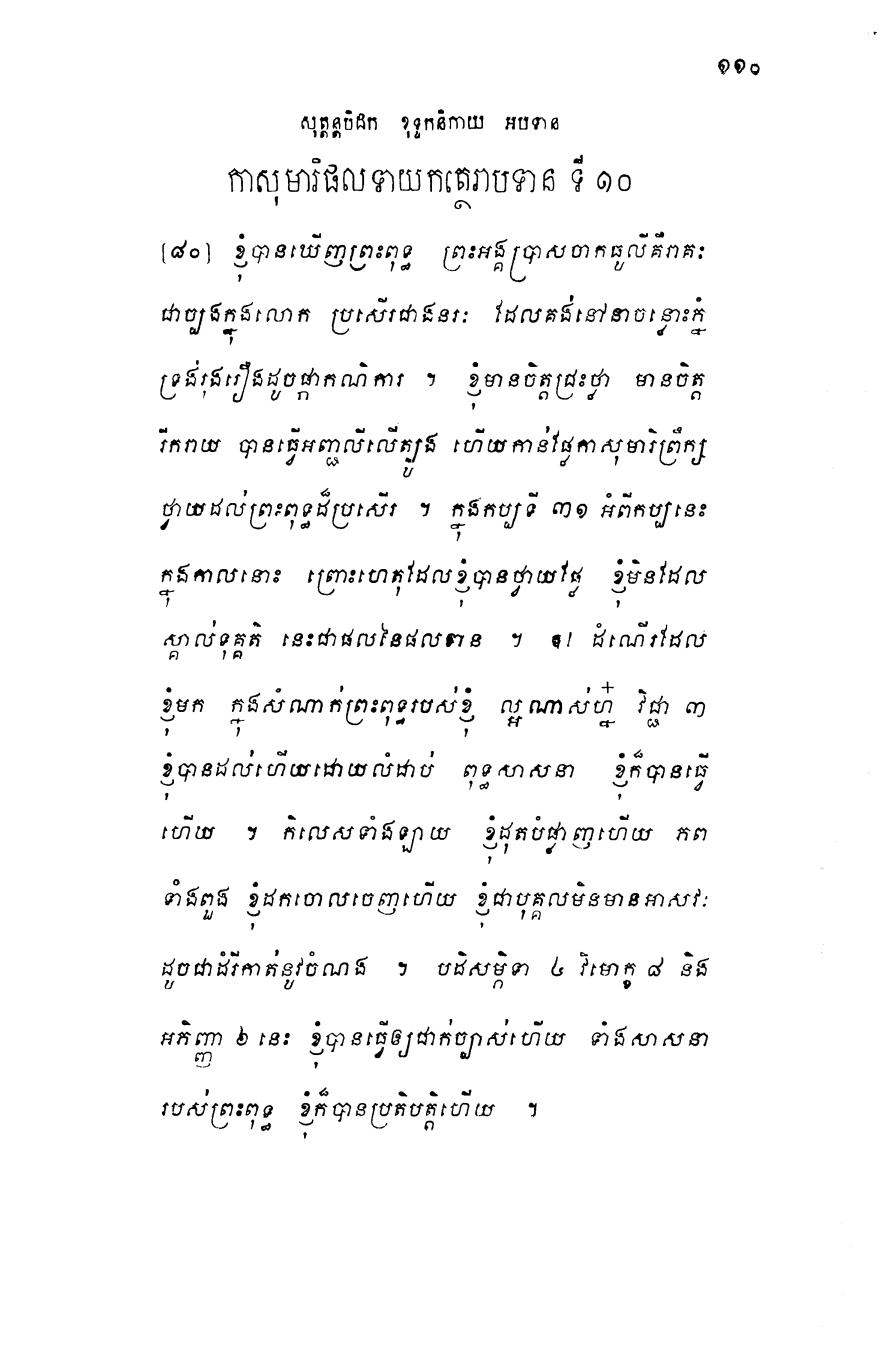 ១១០
សុត្តន្តបិដក ខុទ្ទកនិកាយ អបទាន
កាសុមារិផលទាយកត្ថេរាបទាន ទី ១០
[៨០] ខ្ញុំបានឃើញព្រះពុទ្ធ ព្រះអង្គប្រាសចាកធូលីគឺរាគៈ
ជាច្បងក្នុងលោក ប្រសើរជាងនរៈ ដែលគង់នៅនាចន្លោះភ្នំ
ទ្រង់រុងរឿងដូចផ្កាកណិការ ។ ខ្ញុំមានចិត្តជ្រះថ្លា មានចិត្ត
រីករាយ បានធ្វើអញ្ជលីលើត្បូង ហើយកាន់ផ្លែកាសុមារិព្រឹក្ស
ថ្វាយដល់ព្រះពុទ្ធដ៏ប្រសើរ ។ ក្នុងកប្បទី ៣១ អំពីកប្បនេះ
ក្នុងកាលនោះ ព្រោះហេតុដែលខ្ញុំបានថ្វាយផ្លែ ខ្ញុំមិនដែល
ស្គាល់ទុគ្គតិ នេះជាផលនៃផលទាន ។ ឱ! ដំណើរដែល
ខ្ញុំមក ក្នុងសំណាក់ព្រះពុទ្ធរបស់ខ្ញុំ ល្អណាស់ហ្ន៎ វិជ្ជា ៣
ខ្ញុំបានដល់ហើយដោយលំដាប់ ពុទ្ធសាសនា ខ្ញុំក៏បានធ្វើ
ហើយ ។ កិលេសទាំងឡាយ ខ្ញុំដុតបំផ្លាញហើយ ភព
ទាំងពួង ខ្ញុំដកចោលចេញហើយ ខ្ញុំជាបុគ្គលមិនមានអាសវៈ
ដូចជាដំរីកាត់នូវចំណង ។ បដិសម្ភិទា ៤ វិមោក្ខ ៨ និង
អភិញ្ញា ៦ នេះ ខ្ញុំបានធ្វើឲ្យជាក់ច្បាស់ហើយ ទាំងសាសនា
របស់ព្រះពុទ្ធ ខ្ញុំក៏បានប្រតិបត្តិហើយ ។